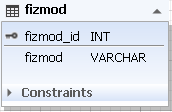 fizmod
fizmod_id INT
fizmod VARCHAR
Constraints